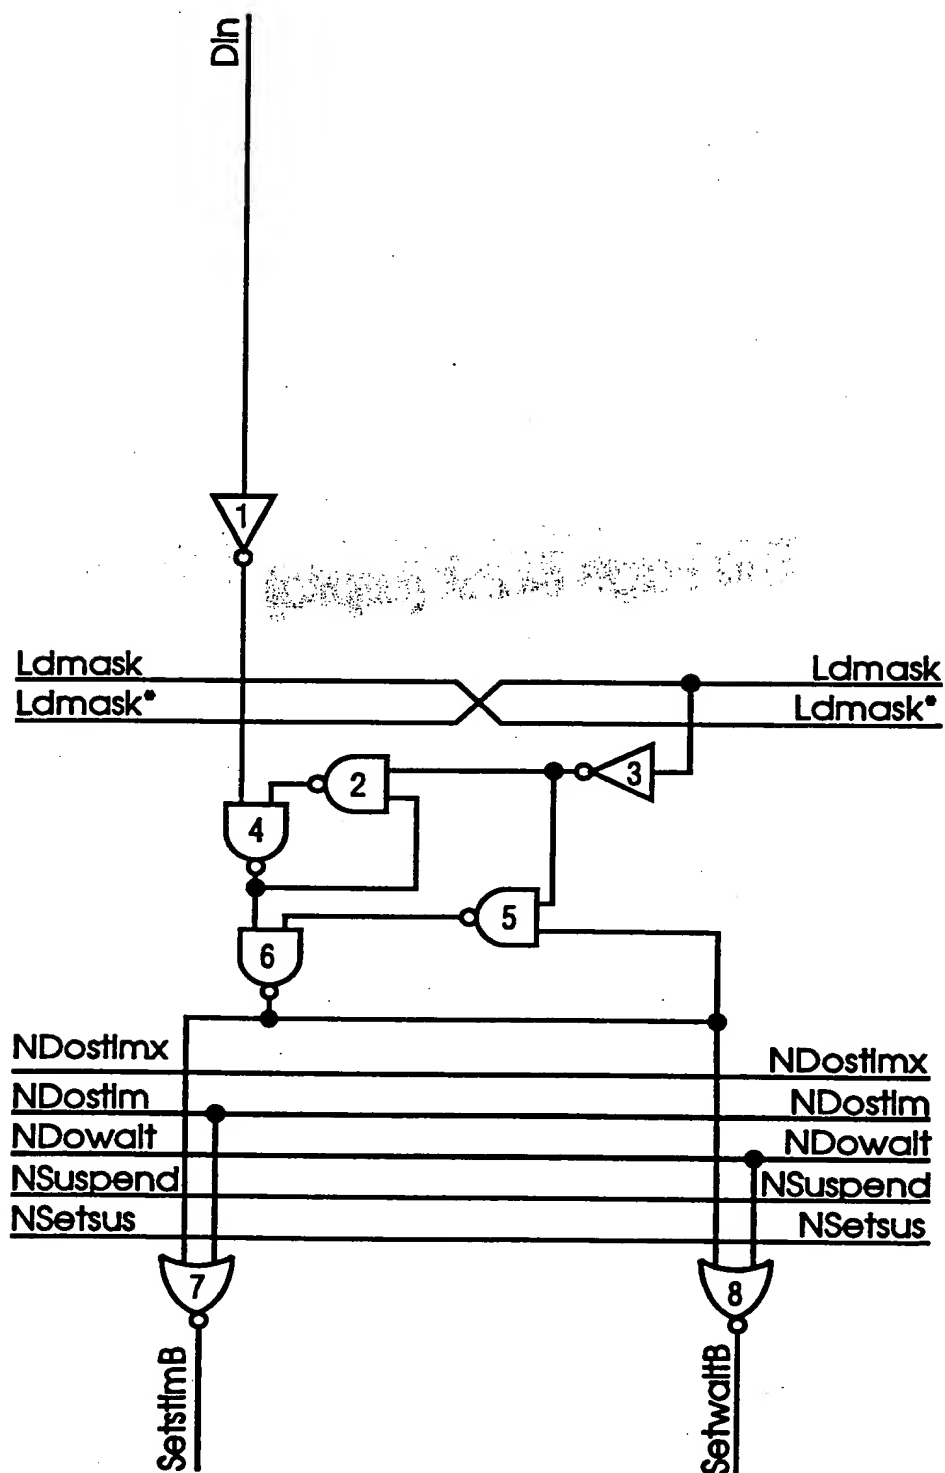 DIn
1
Ldmask
Ldmask
Ldmask*
Ldmask*
2
3
4
5
6
NDostimx
NDostimx
NDostim
NDostim
NDowait
NDowait
NSuspend
NSuspend
NSetsus
NSetsus
7
8
SetstimB
SetwaitB